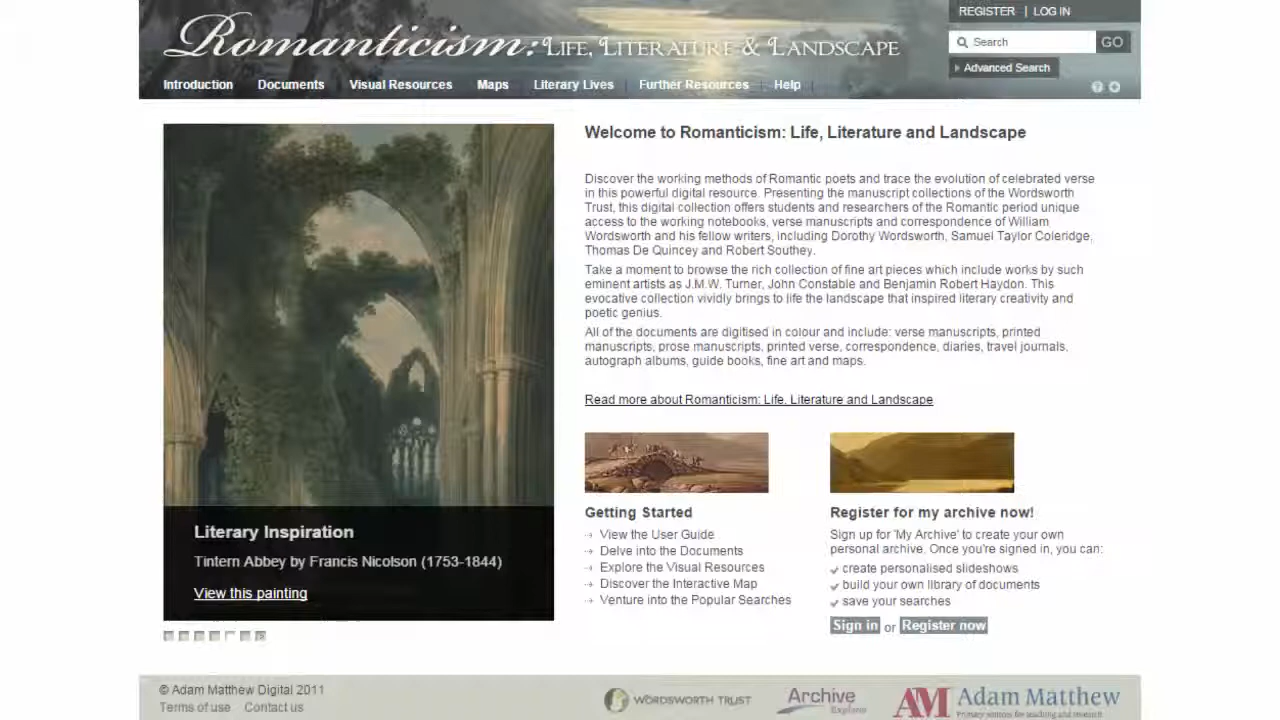 Romanticism: LIFE, LITERATURE & LANDSCAPE
REGISTER | LOG IN
Search GO
Advanced Search
Introduction Documents Visual Resources Maps Literary Lives Further Resources Help
Welcome to Romanticism: Life, Literature and Landscape
Discover the working methods of Romantic poets and trace the evolution of celebrated verse
in this powerful digital resource. Presenting the manuscript collections of the Wordsworth
Trust, this digital collection offers students and researchers of the Romantic period unique
access to the working notebooks, verse manuscripts and correspondence of William
Wordsworth and his fellow writers, including Dorothy Wordsworth, Samuel Taylor Coleridge,
Thomas De Quincey and Robert Southey.
Take a moment to browse the rich collection of fine art pieces which include works by such
eminent artists as J.M.W. Turner, John Constable and Benjamin Robert Haydon. This
evocative collection vividly brings to life the landscape that inspired literary creativity and
poetic genius.
All of the documents are digitised in colour and include: verse manuscripts, printed
manuscripts, prose manuscripts, printed verse, correspondence, diaries, travel journals,
autograph albums, guide books, fine art and maps.
Read more about Romanticism: Life, Literature and Landscape
Literary Inspiration
Tintern Abbey by Francis Nicolson (1753-1844)
View this painting
Getting Started
View the User Guide
Delve into the Documents
Explore the Visual Resources
Discover the Interactive Map
Venture into the Popular Searches
Register for my archive now!
Sign up for 'My Archive' to create your own
personal archive. Once you're signed in, you can:
create personalised slideshows
build your own library of documents
save your searches
Sign in or Register now
© Adam Matthew Digital 2011
Terms of use Contact us
WORDSWORTH TRUST
Archive
Explorer
AM Adam Matthew
Primary sources for teaching and research